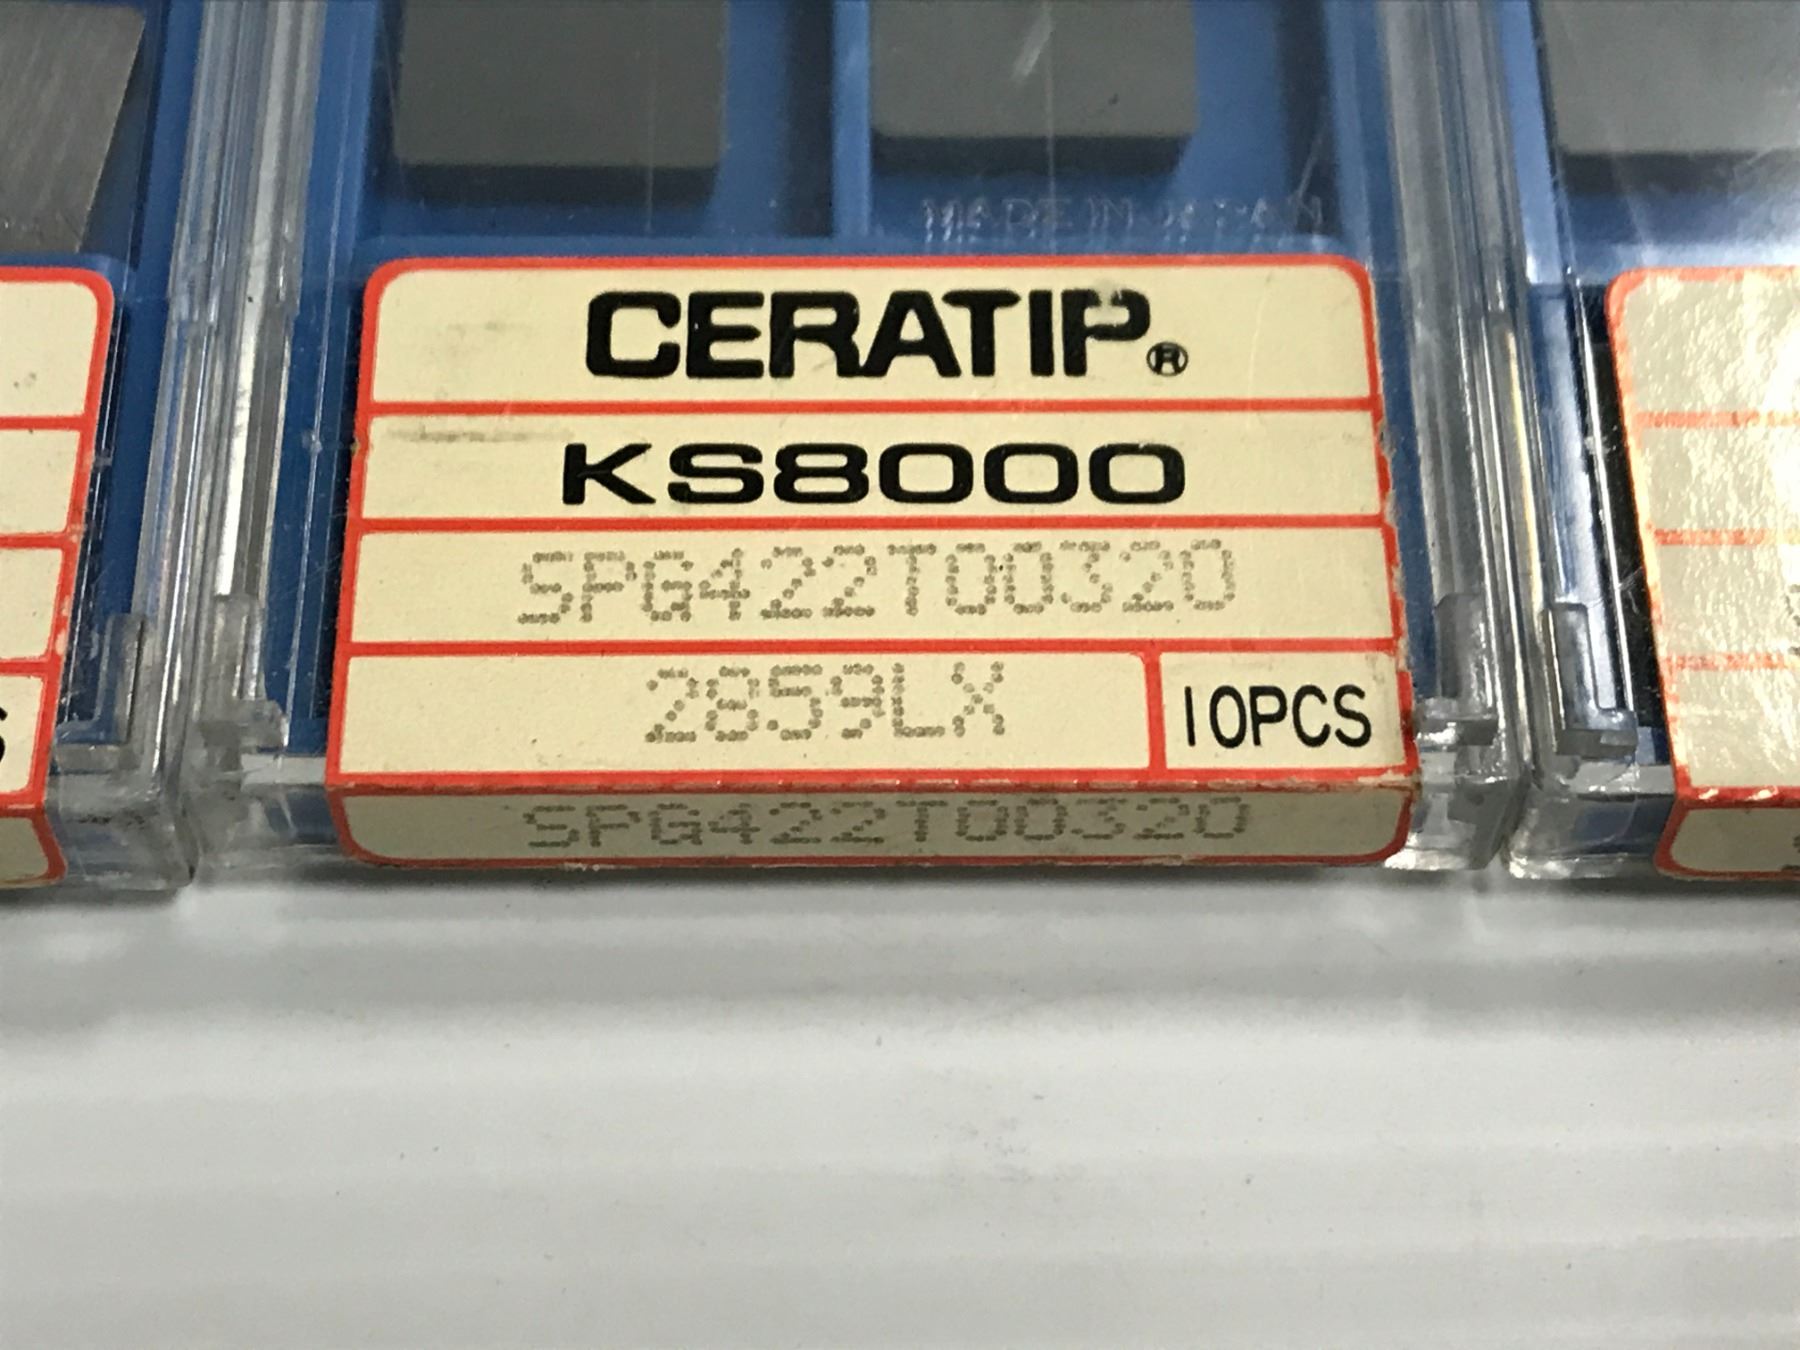 MADE IN JAPAN
CERATIP®
KS8000
SPG422T00320
2859LX
10PCS
SPG422T00320